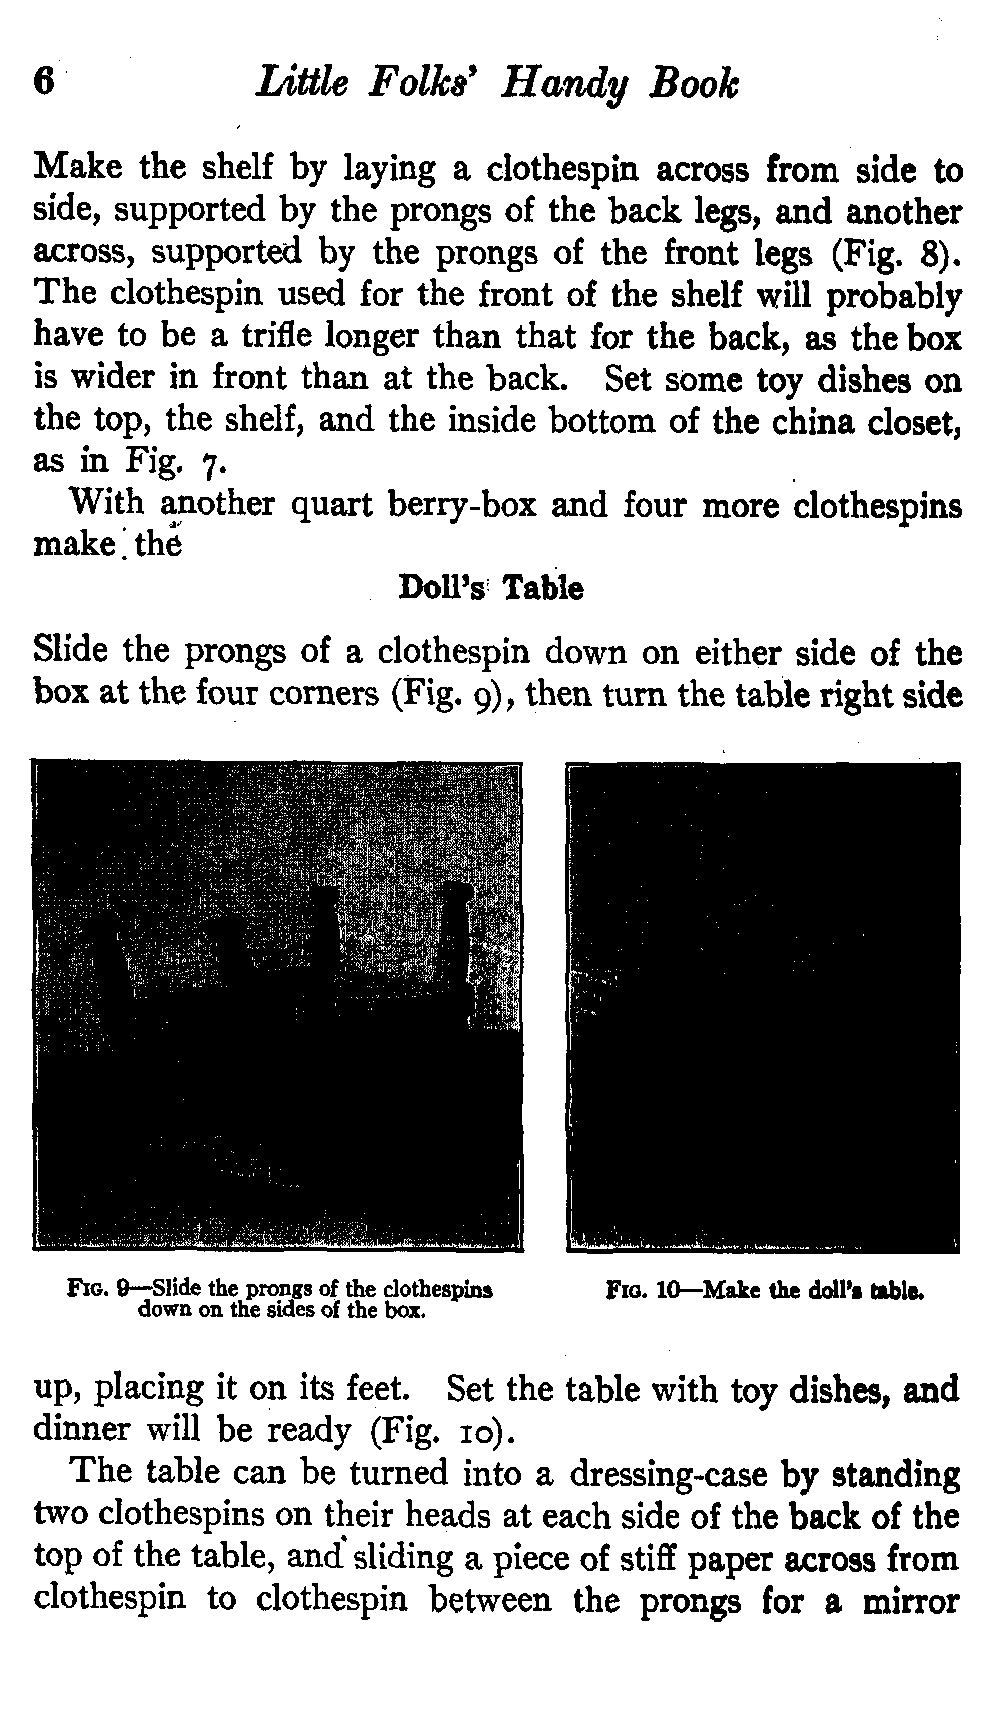 6 Little Folks' Handy Book
Make the shelf by laying a clothespin across from side to
side, supported by the prongs of the back legs, and another
across, supported by the prongs of the front legs (Fig. 8).
The clothespin used for the front of the shelf will probably
have to be a trifle longer than that for the back, as the box
is wider in front than at the back. Set some toy dishes on
the top, the shelf, and the inside bottom of the china closet,
as in Fig. 7.
With another quart berry-box and four more clothespins
make the
Doll's Table
Slide the prongs of a clothespin down on either side of the
box at the four corners (Fig. 9), then turn the table right side
FIG. 9—Slide the prongs of the clothespins
down on the sides of the box.
FIG. 10—Make the doll's table.
up, placing it on its feet. Set the table with toy dishes, and
dinner will be ready (Fig. 10).
The table can be turned into a dressing-case by standing
two clothespins on their heads at each side of the back of the
top of the table, and sliding a piece of stiff paper across from
clothespin to clothespin between the prongs for a mirror